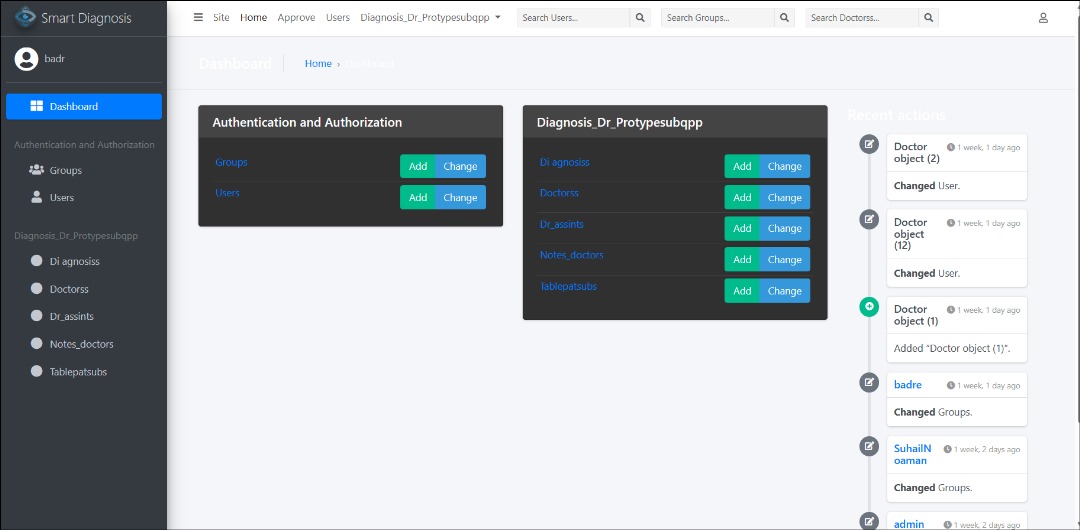 Smart Diagnosis
Site Home Approve Users Diagnosis_Dr_Protypesubqpp
Search Users...
Search Groups...
Search Doctorss...
badr
Dashboard
Authentication and Authorization
Groups
Users
Diagnosis_Dr_Protypesubqpp
Di agnosiss
Doctorss
Dr_assints
Notes_doctors
Tablepatsubs
Dashboard
Home › Dashboard
Authentication and Authorization
Groups Add Change
Users Add Change
Diagnosis_Dr_Protypesubqpp
Di agnosiss Add Change
Doctorss Add Change
Dr_assints Add Change
Notes_doctors Add Change
Tablepatsubs Add Change
Recent actions
Doctor object (2)
1 week, 1 day ago
Changed User.
Doctor object (12)
1 week, 1 day ago
Changed User.
Doctor object (1)
1 week, 1 day ago
Added “Doctor object (1)”.
badre
1 week, 1 day ago
Changed Groups.
SuhailNoaman
1 week, 2 days ago
Changed Groups.
admin
1 week, 2 days ago